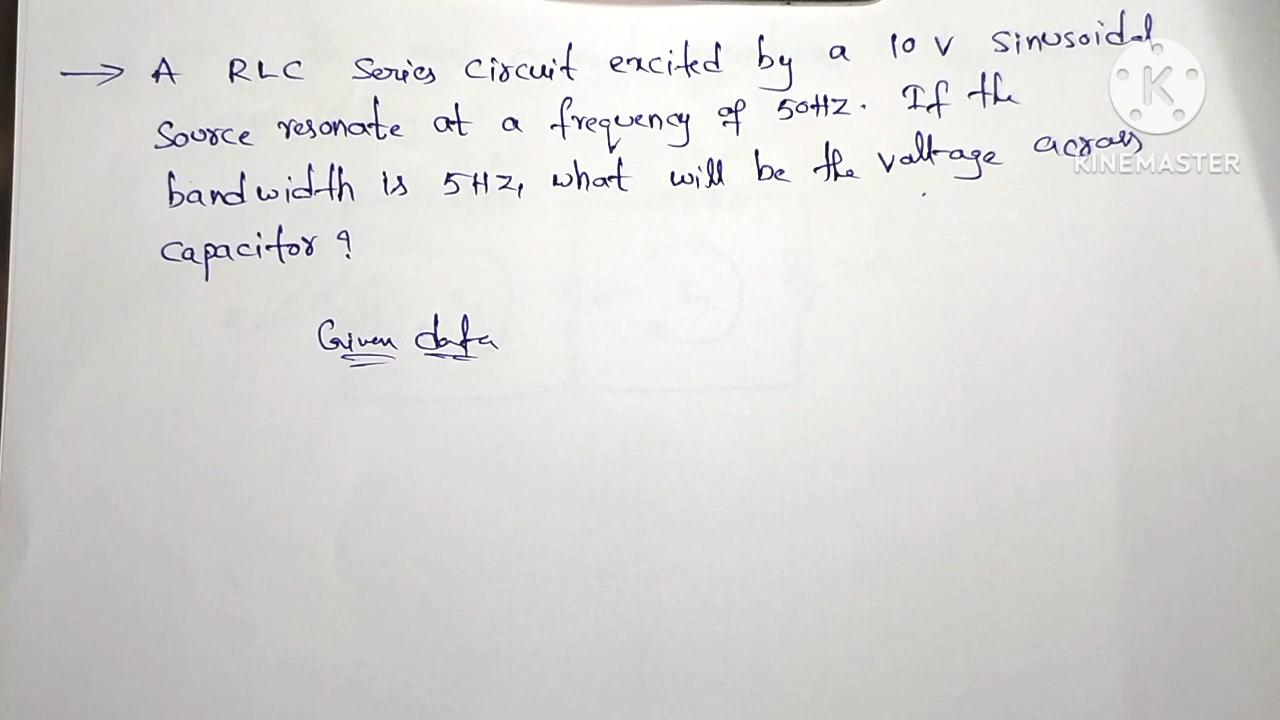 → A RLC Series circuit excited by a 10 V sinusoidal
source resonate at a frequency of 50HZ. If the
bandwidth is 5HZ, what will be the voltage across
capacitor?
Given data
K
KINEMASTER